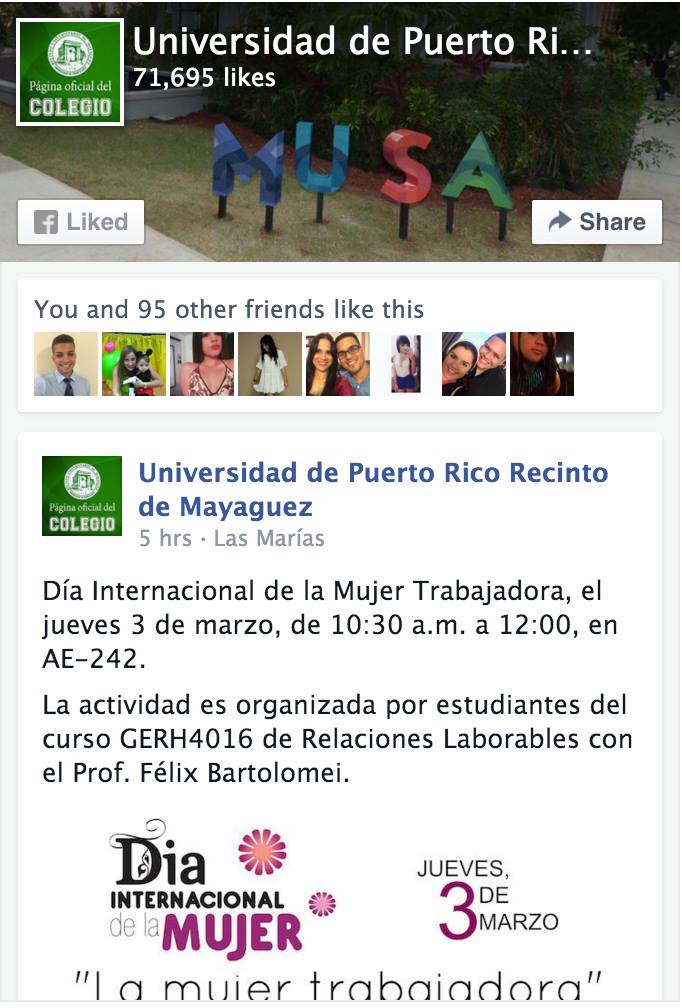 Universidad de Puerto Ri...
71,695 likes
Página oficial del
COLEGIO
MUSA
Liked
Share
You and 95 other friends like this
Página oficial del
COLEGIO
Universidad de Puerto Rico Recinto
de Mayaguez
5 hrs · Las Marías
Día Internacional de la Mujer Trabajadora, el
jueves 3 de marzo, de 10:30 a.m. a 12:00, en
AE-242.
La actividad es organizada por estudiantes del
curso GERH4016 de Relaciones Laborables con
el Prof. Félix Bartolomei.
Día
INTERNACIONAL
de la MUJER
JUEVES,
3 DE
MARZO
"La mujer trabajadora"